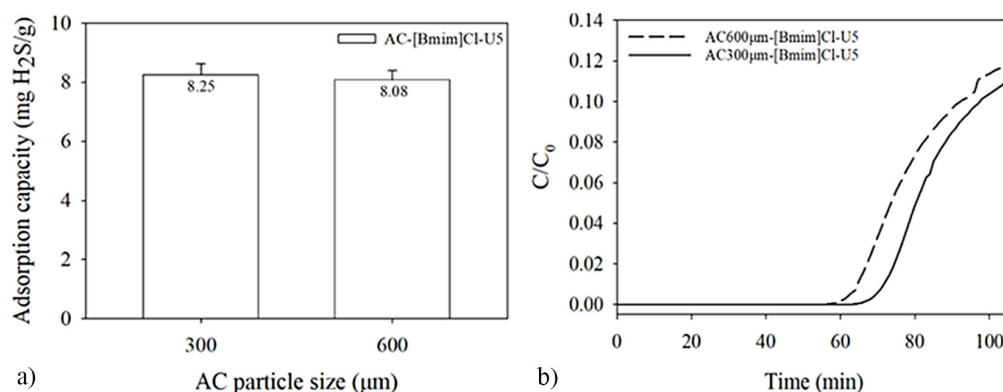 10
8
6
4
2
0
Adsorption capacity (mg H₂S/g)
AC-[Bmim]Cl-U5
8.25
8.08
300
600
AC particle size (µm)
a)
0.14
0.12
0.10
0.08
0.06
0.04
0.02
0.00
C/C₀
AC600µm-[Bmim]Cl-U5
AC300µm-[Bmim]Cl-U5
0
20
40
60
80
100
Time (min)
b)